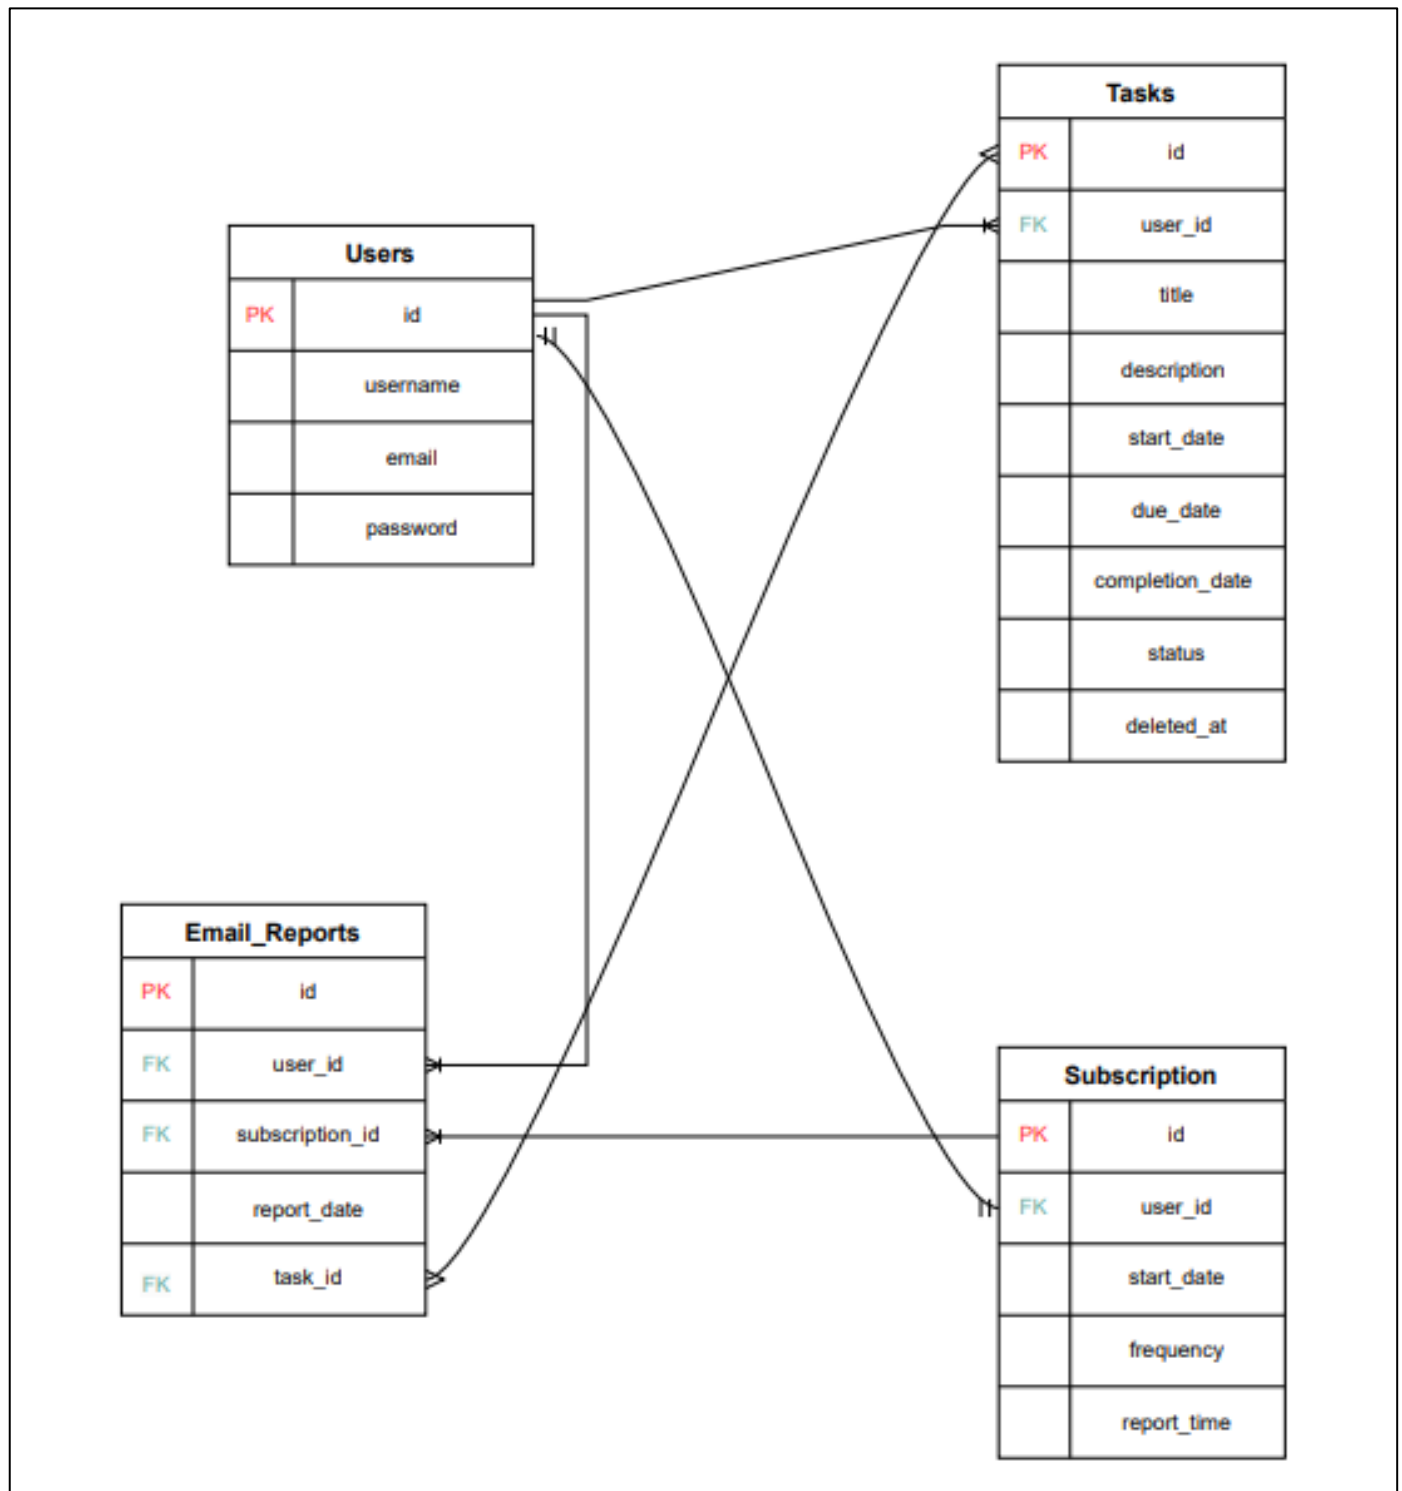 Tasks
PK id
FK user_id
title
description
start_date
due_date
completion_date
status
deleted_at
Users
PK id
username
email
password
Email_Reports
PK id
FK user_id
FK subscription_id
report_date
FK task_id
Subscription
PK id
FK user_id
start_date
frequency
report_time